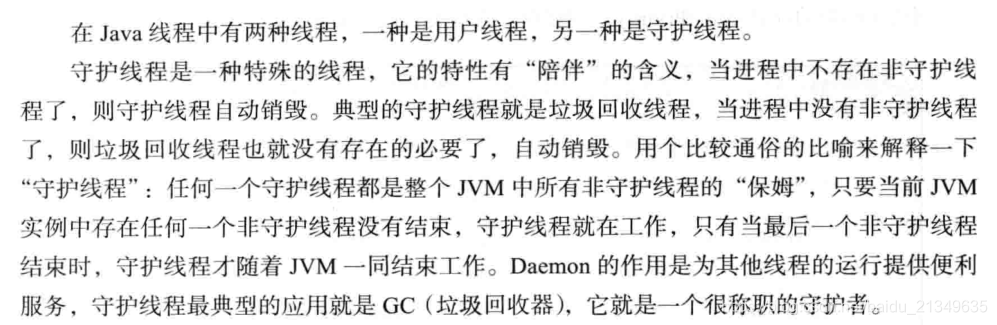 在 Java 线程中有两种线程，一种是用户线程，另一种是守护线程。
守护线程是一种特殊的线程，它的特性有“陪伴”的含义，当进程中不存在非守护线
程了，则守护线程自动销毁。典型的守护线程就是垃圾回收线程，当进程中没有非守护线程
了，则垃圾回收线程也就没有存在的必要了，自动销毁。用个比较通俗的比喻来解释一下
“守护线程”：任何一个守护线程都是整个 JVM 中所有非守护线程的“保姆”，只要当前 JVM
实例中存在任何一个非守护线程没有结束，守护线程就在工作，只有当最后一个非守护线程
结束时，守护线程才随着 JVM 一同结束工作。Daemon 的作用是为其他线程的运行提供便利
服务，守护线程最典型的应用就是 GC（垃圾回收器），它就是一个很称职的守护者。
baidu_21349635